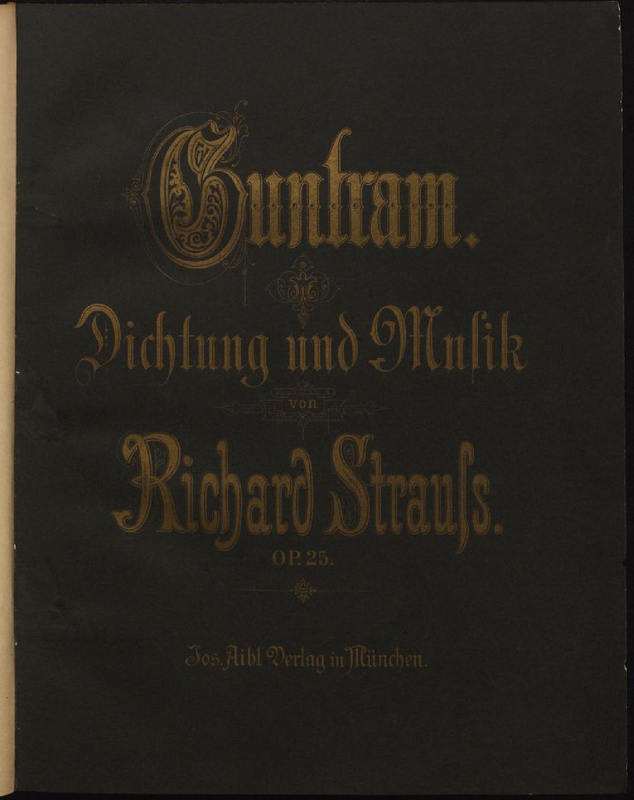 Guntram.
Dichtung und Musik
von
Richard Strauſs.
OP. 25.
Jos. Aibl Verlag in München.